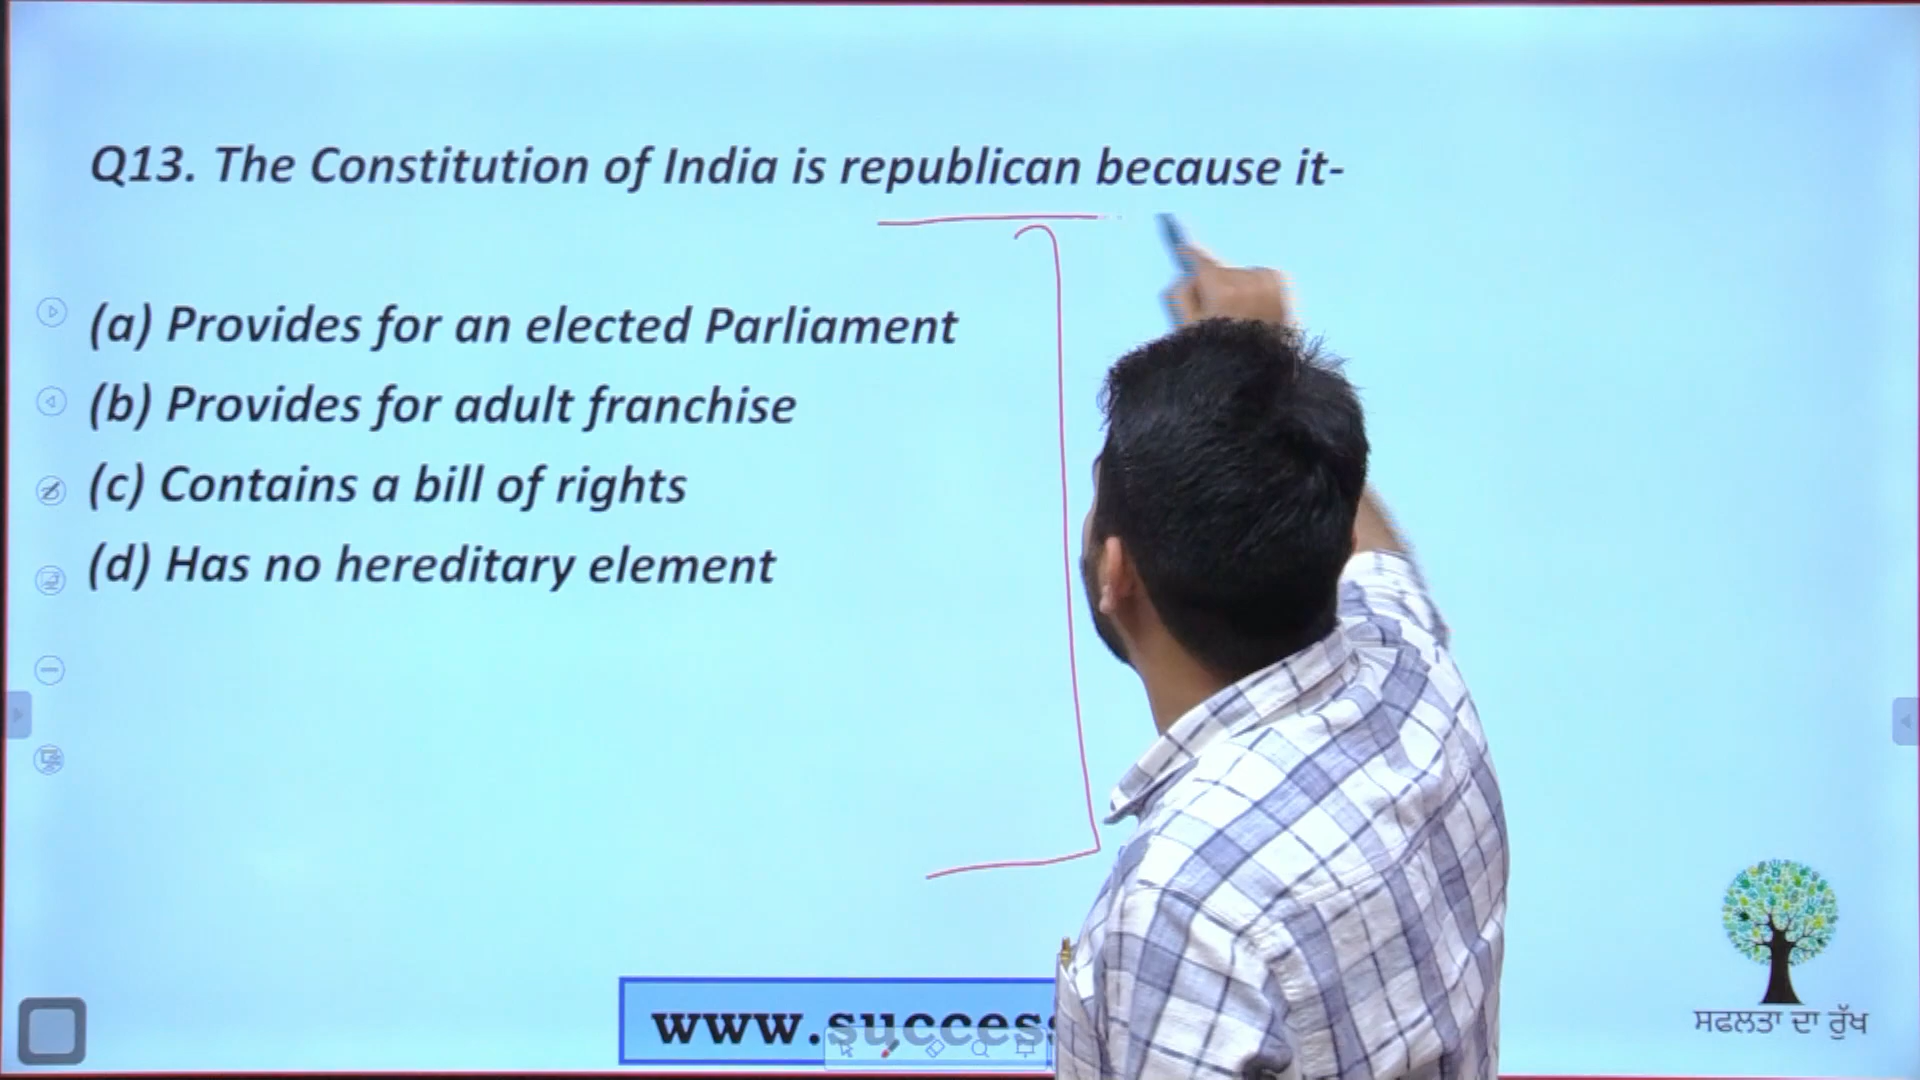 Q13. The Constitution of India is republican because it-
(a) Provides for an elected Parliament
(b) Provides for adult franchise
(c) Contains a bill of rights
(d) Has no hereditary element
www.success
ਸਫਲਤਾ ਦਾ ਰੁੱਖ